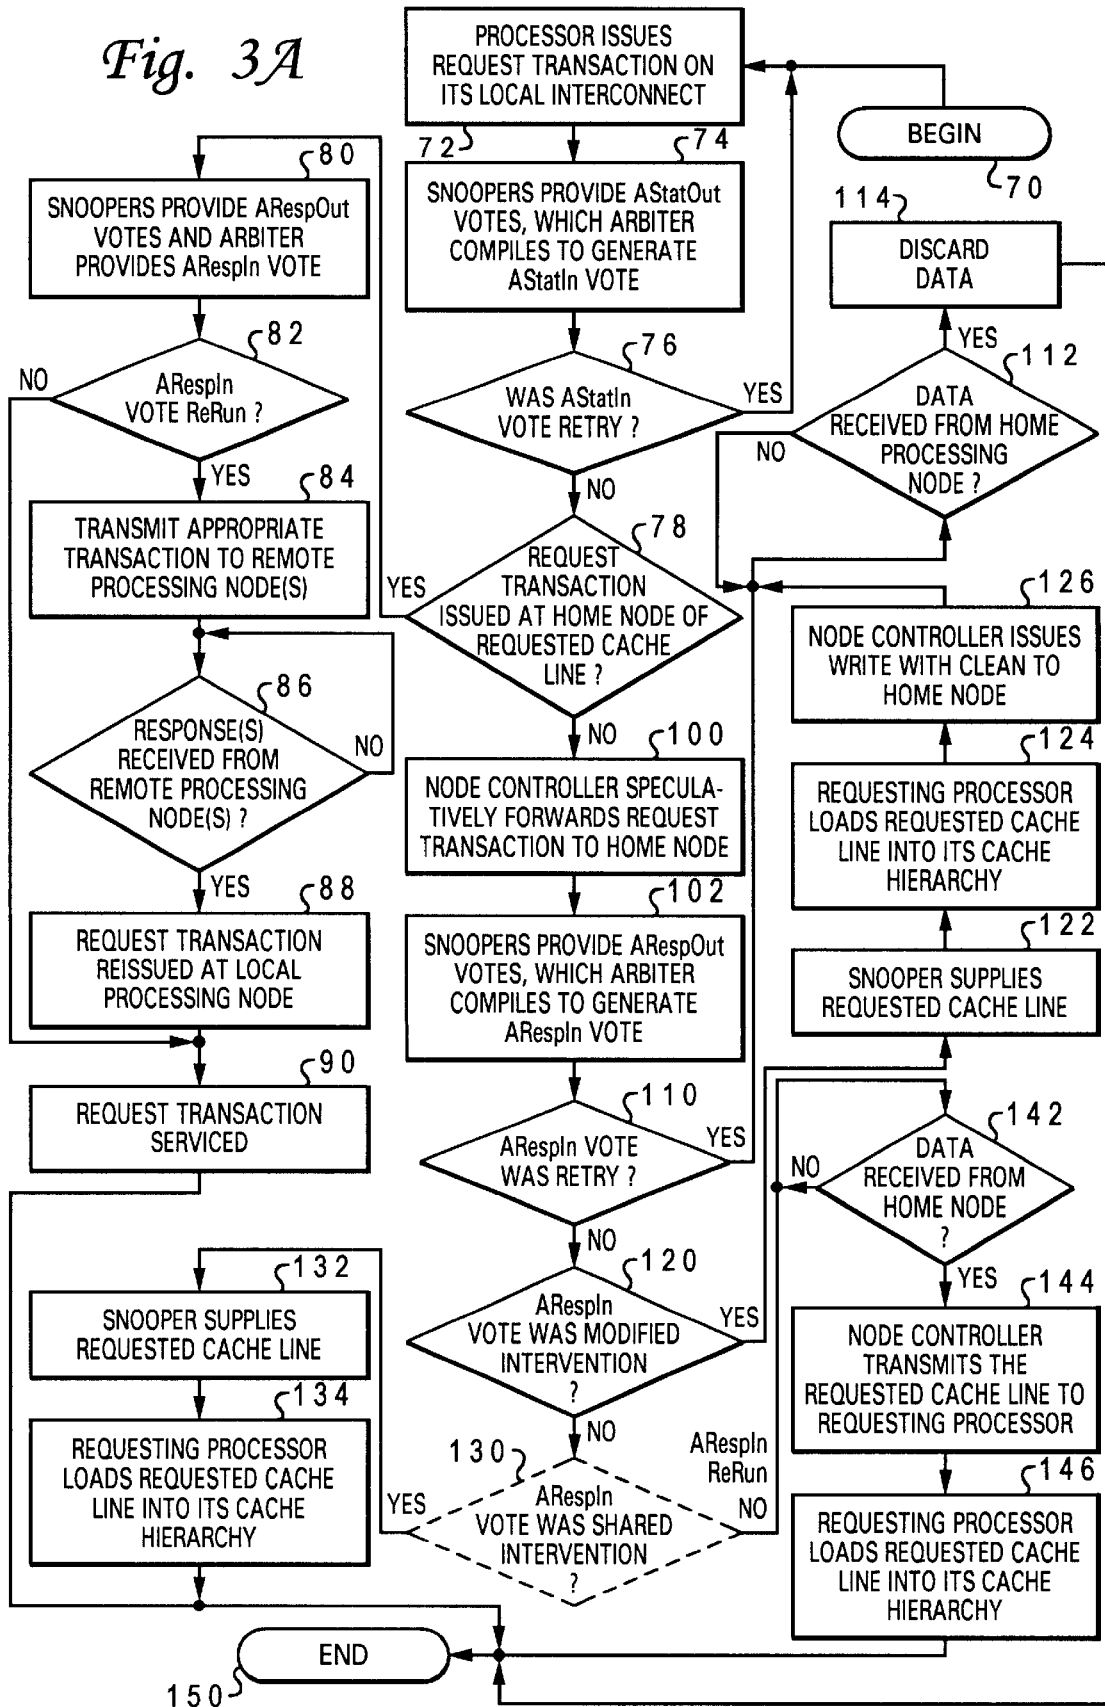 Fig. 3A
PROCESSOR ISSUES
REQUEST TRANSACTION ON
ITS LOCAL INTERCONNECT
72
BEGIN
70
74
SNOOPERS PROVIDE AStatOut
VOTES, WHICH ARBITER
COMPILES TO GENERATE
AStatIn VOTE
76
WAS AStatIn
VOTE RETRY ?
YES
NO
78
REQUEST
TRANSACTION
ISSUED AT HOME NODE OF
REQUESTED CACHE
LINE ?
YES
NO
80
SNOOPERS PROVIDE ARespOut
VOTES AND ARBITER
PROVIDES ARespIn VOTE
82
ARespIn
VOTE ReRun ?
NO
YES
84
TRANSMIT APPROPRIATE
TRANSACTION TO REMOTE
PROCESSING NODE(S)
86
RESPONSE(S)
RECEIVED FROM
REMOTE PROCESSING
NODE(S) ?
NO
YES
88
REQUEST TRANSACTION
REISSUED AT LOCAL
PROCESSING NODE
90
REQUEST TRANSACTION
SERVICED
100
NODE CONTROLLER SPECULA-
TIVELY FORWARDS REQUEST
TRANSACTION TO HOME NODE
102
SNOOPERS PROVIDE ARespOut
VOTES, WHICH ARBITER
COMPILES TO GENERATE
ARespIn VOTE
110
ARespIn VOTE
WAS RETRY ?
YES
NO
114
DISCARD
DATA
YES
112
DATA
RECEIVED FROM HOME
PROCESSING
NODE ?
NO
120
ARespIn
VOTE WAS MODIFIED
INTERVENTION
?
YES
NO
126
NODE CONTROLLER ISSUES
WRITE WITH CLEAN TO
HOME NODE
124
REQUESTING PROCESSOR
LOADS REQUESTED CACHE
LINE INTO ITS CACHE
HIERARCHY
122
SNOOPER SUPPLIES
REQUESTED CACHE LINE
130
ARespIn
VOTE WAS SHARED
INTERVENTION
?
YES
ARespIn
ReRun
NO
132
SNOOPER SUPPLIES
REQUESTED CACHE LINE
134
REQUESTING PROCESSOR
LOADS REQUESTED CACHE
LINE INTO ITS CACHE
HIERARCHY
142
DATA
RECEIVED FROM
HOME NODE
?
NO
YES
144
NODE CONTROLLER
TRANSMITS THE
REQUESTED CACHE LINE TO
REQUESTING PROCESSOR
146
REQUESTING PROCESSOR
LOADS REQUESTED CACHE
LINE INTO ITS CACHE
HIERARCHY
END
150